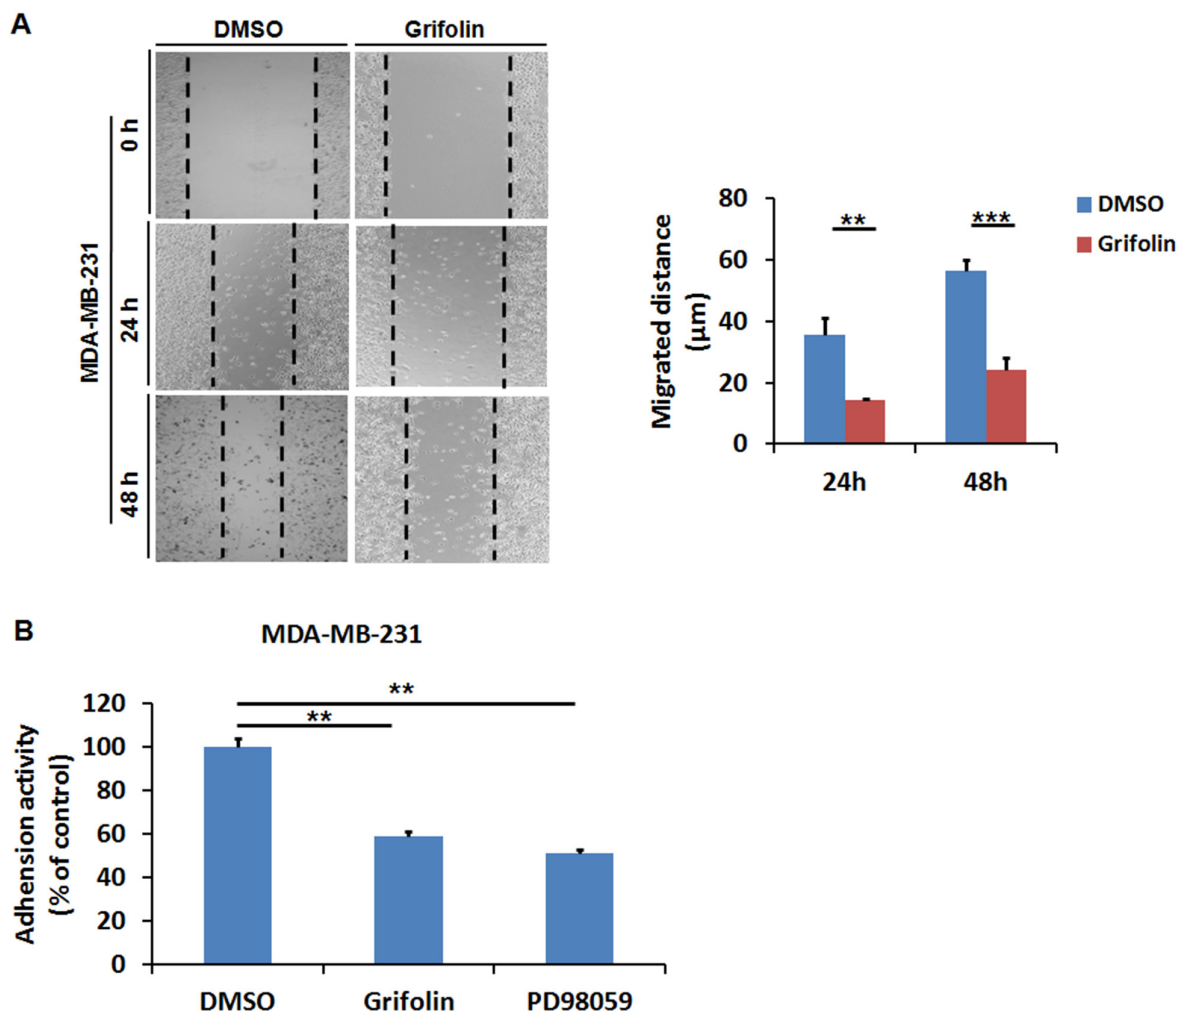 A
DMSO
Grifolin
MDA-MB-231
0 h
24 h
48 h
Migrated distance
(μm)
80
60
40
20
0
**
***
24h
48h
DMSO
Grifolin
B
MDA-MB-231
Adhension activity
(% of control)
120
100
80
60
40
20
0
**
**
DMSO
Grifolin
PD98059